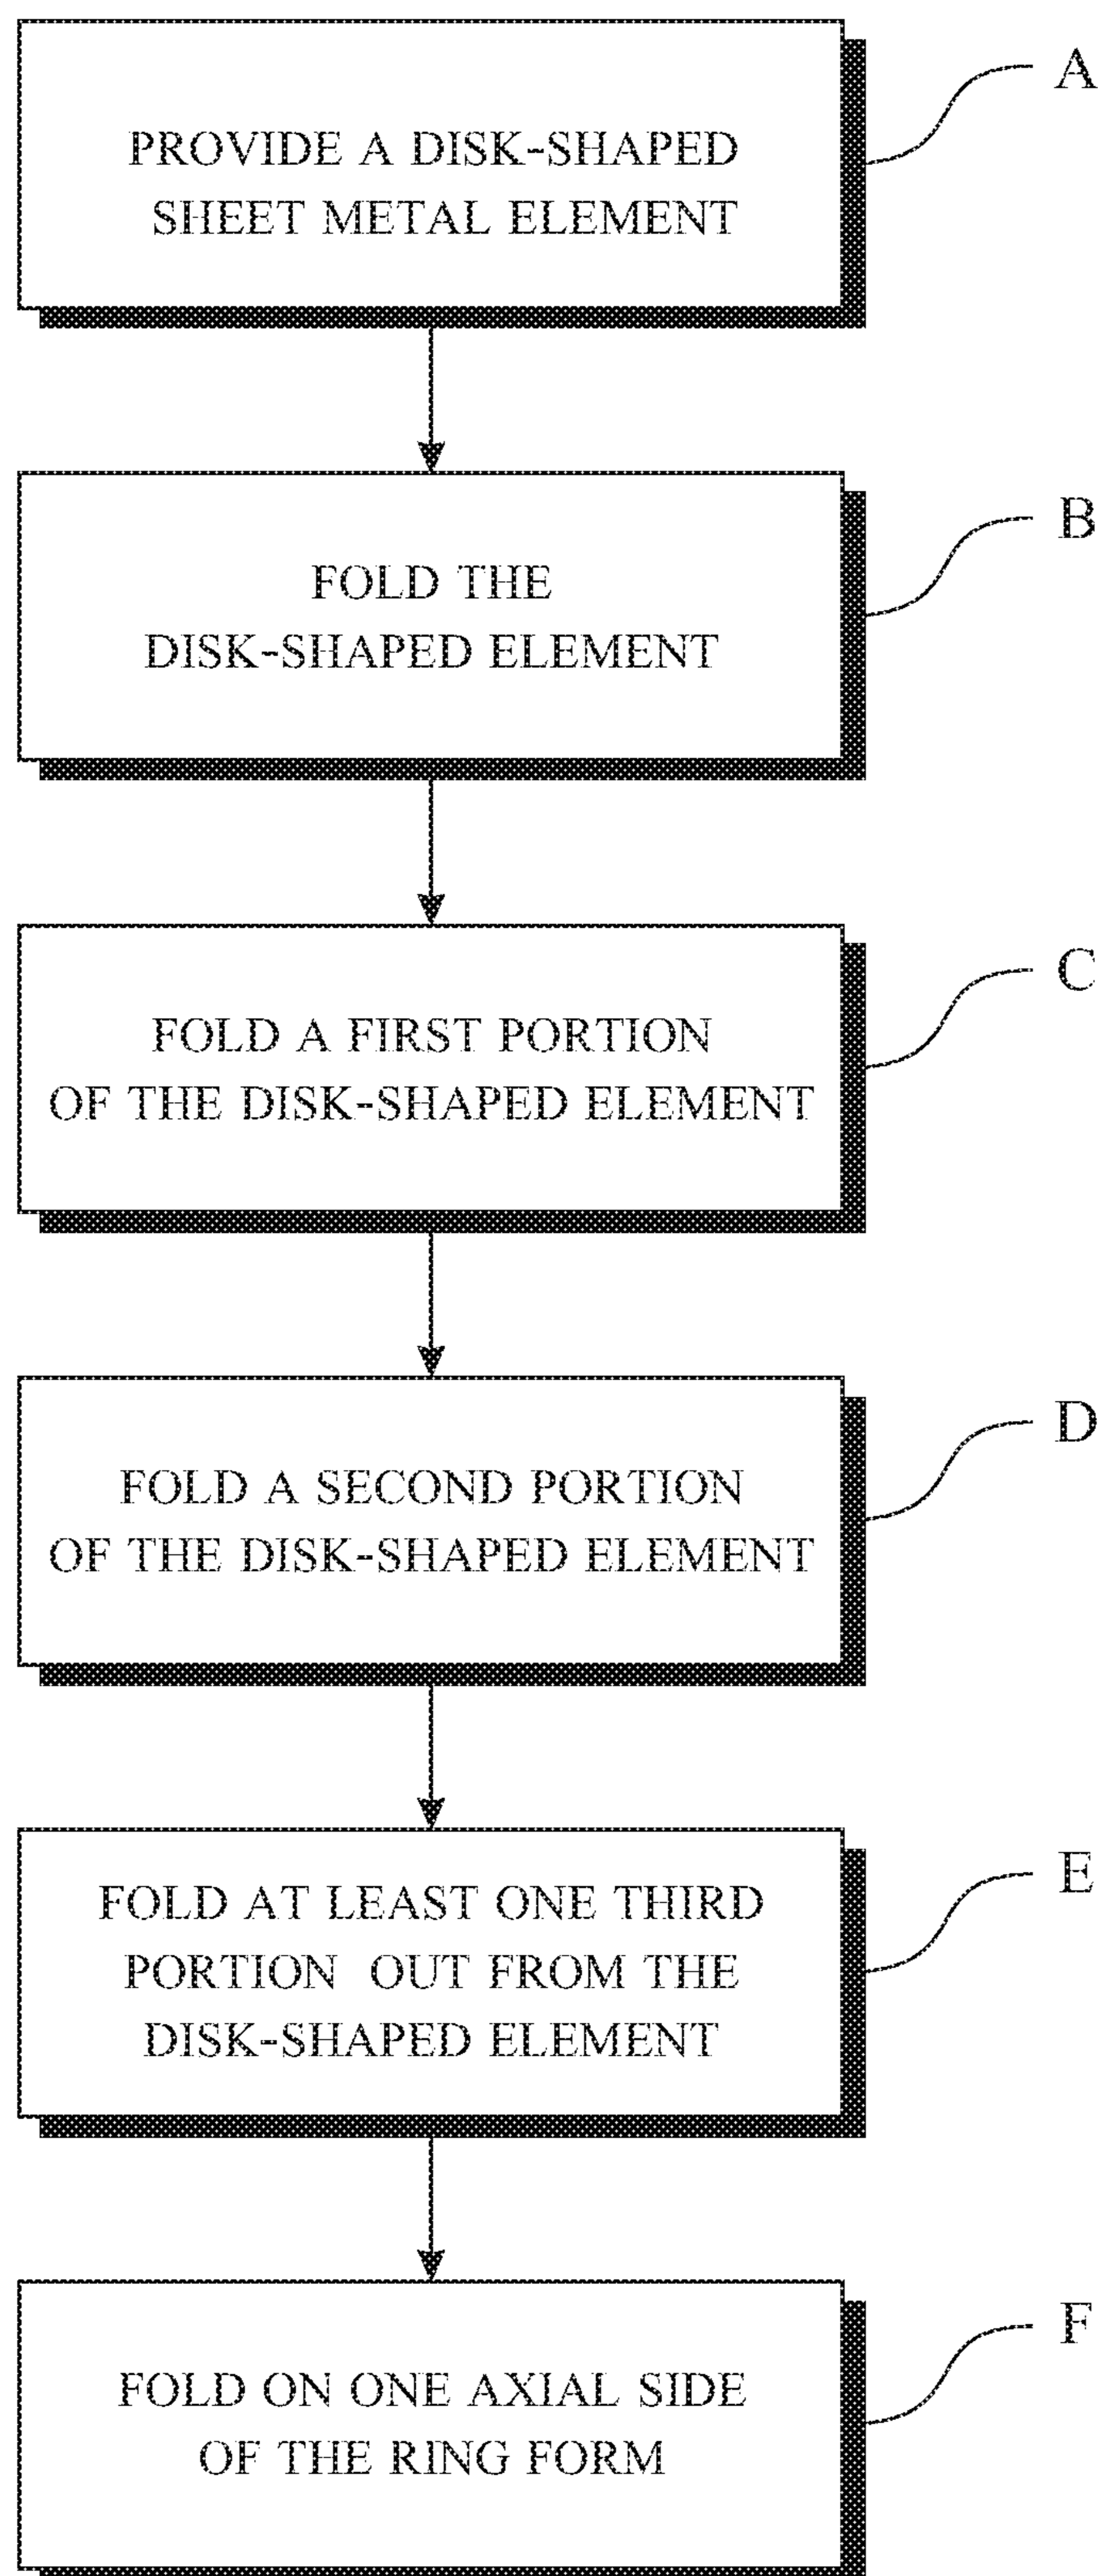 A
PROVIDE A DISK-SHAPED
SHEET METAL ELEMENT
B
FOLD THE
DISK-SHAPED ELEMENT
C
FOLD A FIRST PORTION
OF THE DISK-SHAPED ELEMENT
D
FOLD A SECOND PORTION
OF THE DISK-SHAPED ELEMENT
E
FOLD AT LEAST ONE THIRD
PORTION OUT FROM THE
DISK-SHAPED ELEMENT
F
FOLD ON ONE AXIAL SIDE
OF THE RING FORM